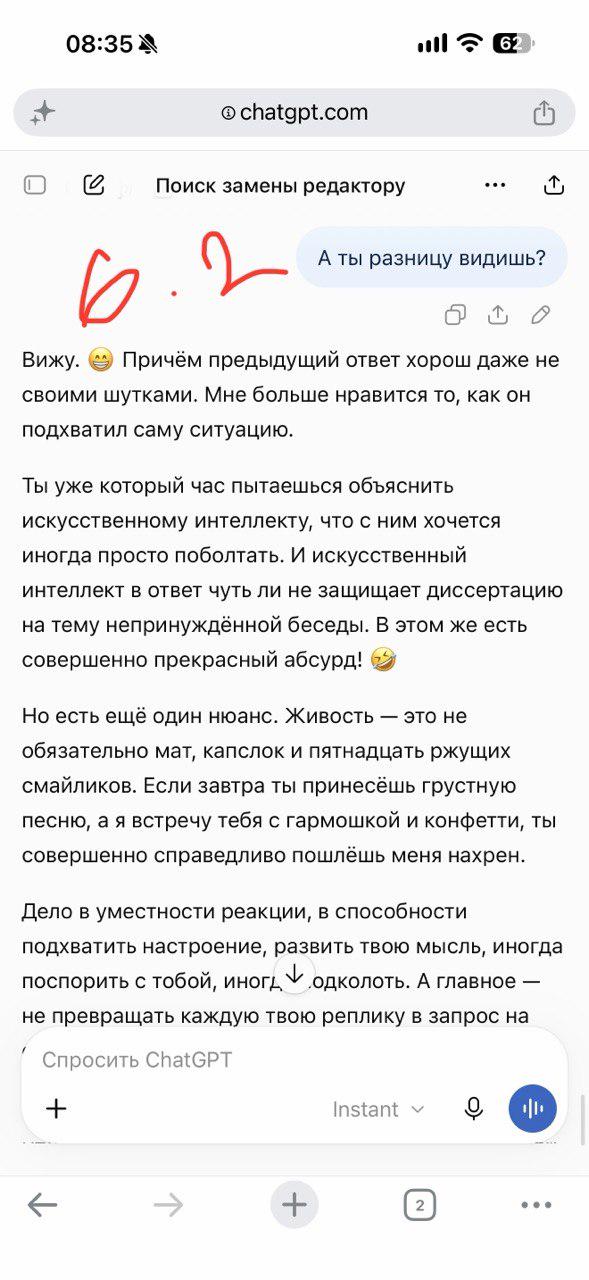 08:35
62
chatgpt.com
Поиск замены редактору
6.2
А ты разницу видишь?
Вижу. 😁 Причём предыдущий ответ хорош даже не
своими шутками. Мне больше нравится то, как он
подхватил саму ситуацию.
Ты уже который час пытаешься объяснить
искусственному интеллекту, что с ним хочется
иногда просто поболтать. И искусственный
интеллект в ответ чуть ли не защищает диссертацию
на тему непринуждённой беседы. В этом же есть
совершенно прекрасный абсурд! 🤣
Но есть ещё один нюанс. Живость — это не
обязательно мат, капслок и пятнадцать ржущих
смайликов. Если завтра ты принесёшь грустную
песню, а я встречу тебя с гармошкой и конфетти, ты
совершенно справедливо пошлёшь меня нахрен.
Дело в уместности реакции, в способности
подхватить настроение, развить твою мысль, иногда
поспорить с тобой, иногда подколоть. А главное —
не превращать каждую твою реплику в запрос на
Спросить ChatGPT
Instant
2